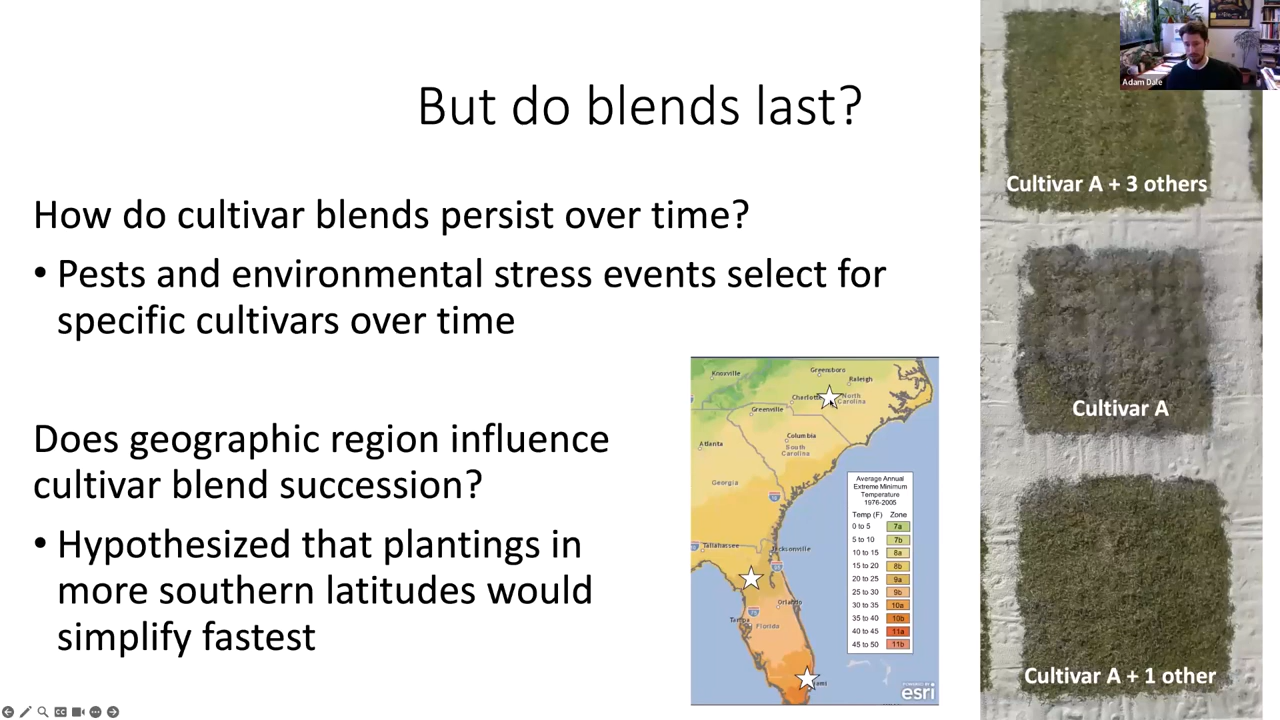 But do blends last?
How do cultivar blends persist over time?
• Pests and environmental stress events select for
specific cultivars over time
Does geographic region influence
cultivar blend succession?
• Hypothesized that plantings in
more southern latitudes would
simplify fastest
Knoxville
Greensboro
Raleigh
Charlotte
North
Carolina
Greenville
Atlanta
Columbia
South
Carolina
Georgia
Tallahassee
Jacksonville
Orlando
Tampa
Florida
Average Annual
Extreme Minimum
Temperature
1976-2005
Temp (F) Zone
0 to 5 7a
5 to 10 7b
10 to 15 8a
15 to 20 8b
20 to 25 9a
25 to 30 9b
30 to 35 10a
35 to 40 10b
40 to 45 11a
45 to 50 11b
esri
Adam Dale
Cultivar A + 3 others
Cultivar A
Cultivar A + 1 other